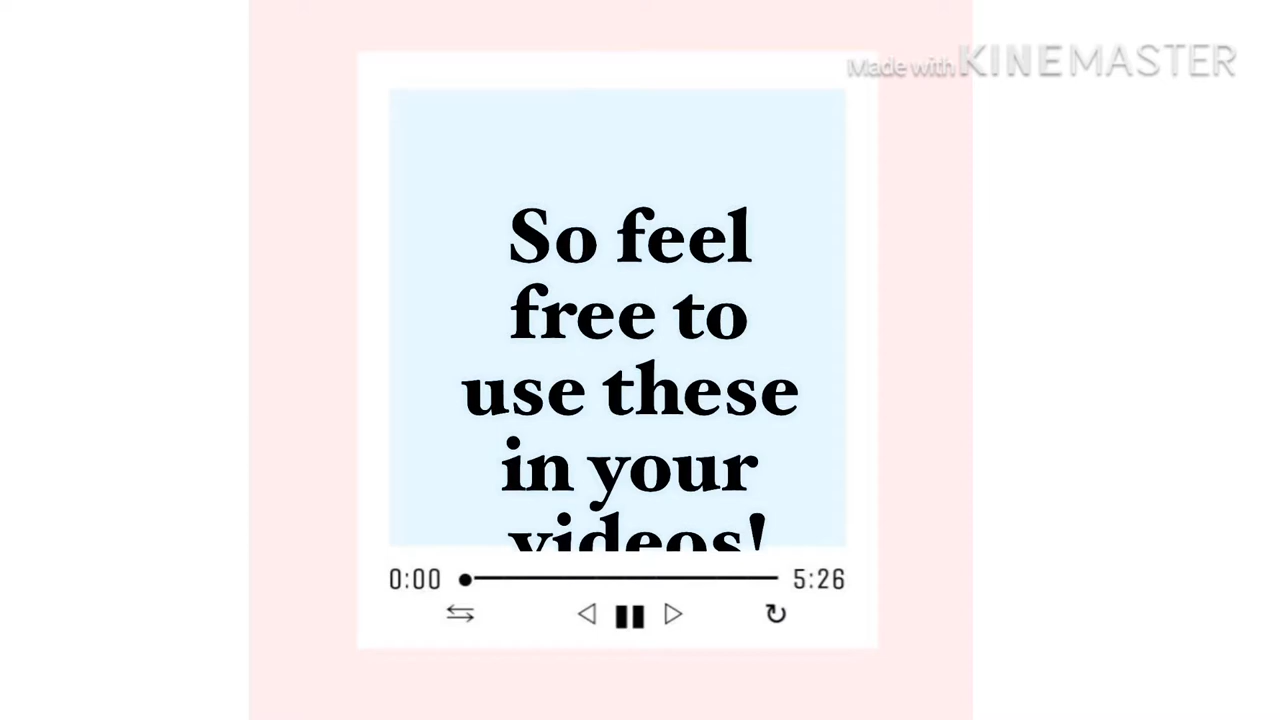 Made with KINEMASTER
So feel
free to
use these
in your
videos!
0:00 5:26